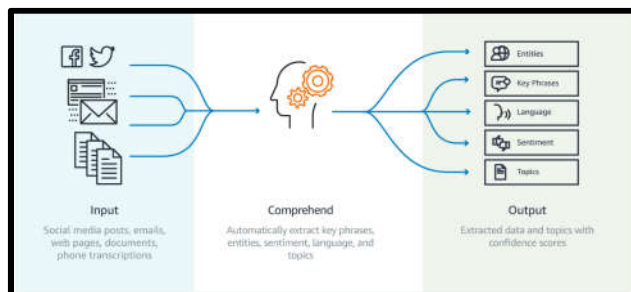 Entities
Key Phrases
Language
Sentiment
Topics
Input
Social media posts, emails,
web pages, documents,
phone transcriptions
Comprehend
Automatically extract key phrases,
entities, sentiment, language, and
topics
Output
Extracted data and topics with
confidence scores